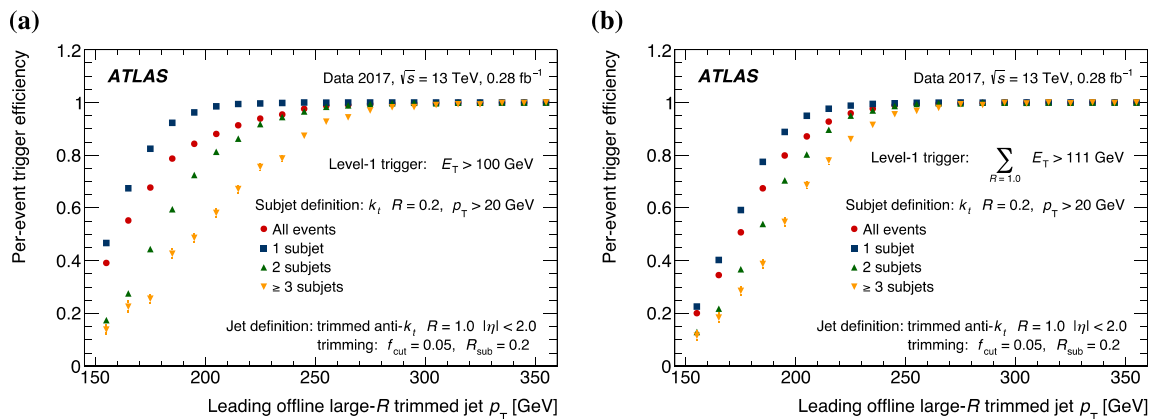 (a)
Per-event trigger efficiency
1.2
1
0.8
0.6
0.4
0.2
0
ATLAS
Data 2017, √s = 13 TeV, 0.28 fb⁻¹
Level-1 trigger: E_T > 100 GeV
Subjet definition: k_t R = 0.2, p_T > 20 GeV
All events
1 subjet
2 subjets
≥ 3 subjets
Jet definition: trimmed anti-k_t R = 1.0 |η| < 2.0
trimming: f_cut = 0.05, R_sub = 0.2
150 200 250 300 350
Leading offline large-R trimmed jet p_T [GeV]
(b)
Per-event trigger efficiency
1.2
1
0.8
0.6
0.4
0.2
0
ATLAS
Data 2017, √s = 13 TeV, 0.28 fb⁻¹
Level-1 trigger: ∑ E_T > 111 GeV
R = 1.0
Subjet definition: k_t R = 0.2, p_T > 20 GeV
All events
1 subjet
2 subjets
≥ 3 subjets
Jet definition: trimmed anti-k_t R = 1.0 |η| < 2.0
trimming: f_cut = 0.05, R_sub = 0.2
150 200 250 300 350
Leading offline large-R trimmed jet p_T [GeV]